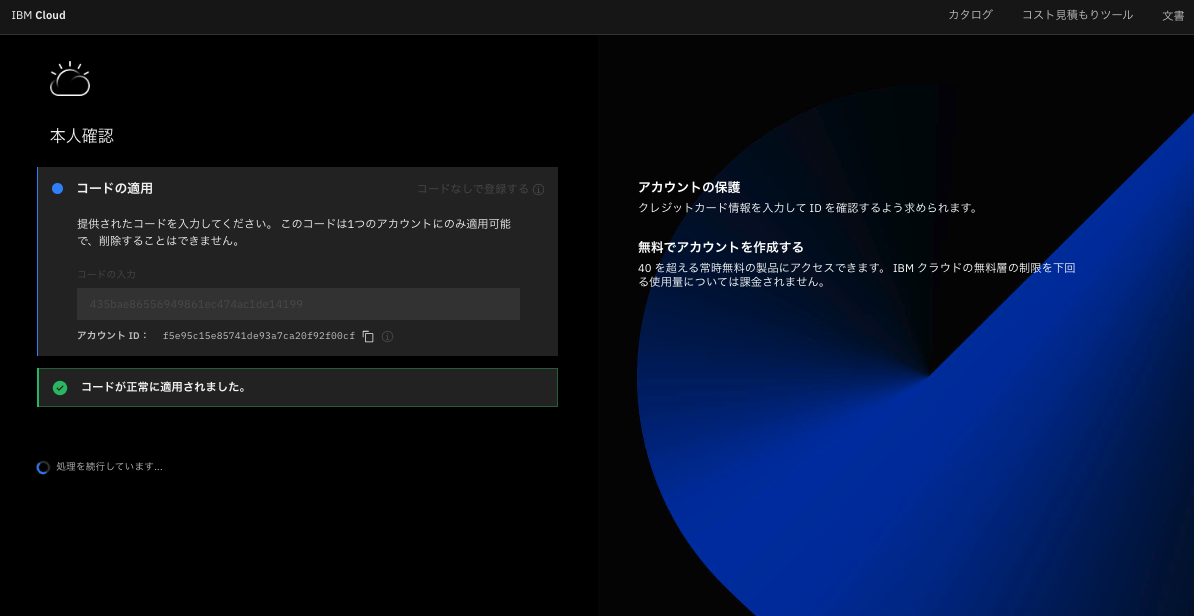 IBM Cloud
カタログ
コスト見積もりツール
文書
本人確認
コードの適用
コードなしで登録する
提供されたコードを入力してください。 このコードは1つのアカウントにのみ適用可能
で、削除することはできません。
コードの入力
435bae86556949861ec474ac1de14199
アカウント ID： f5e95c15e85741de93a7ca20f92f00cf
コードが正常に適用されました。
処理を続行しています...
アカウントの保護
クレジットカード情報を入力して ID を確認するよう求められます。
無料でアカウントを作成する
40 を超える常時無料の製品にアクセスできます。 IBM クラウドの無料層の制限を下回
る使用量については課金されません。